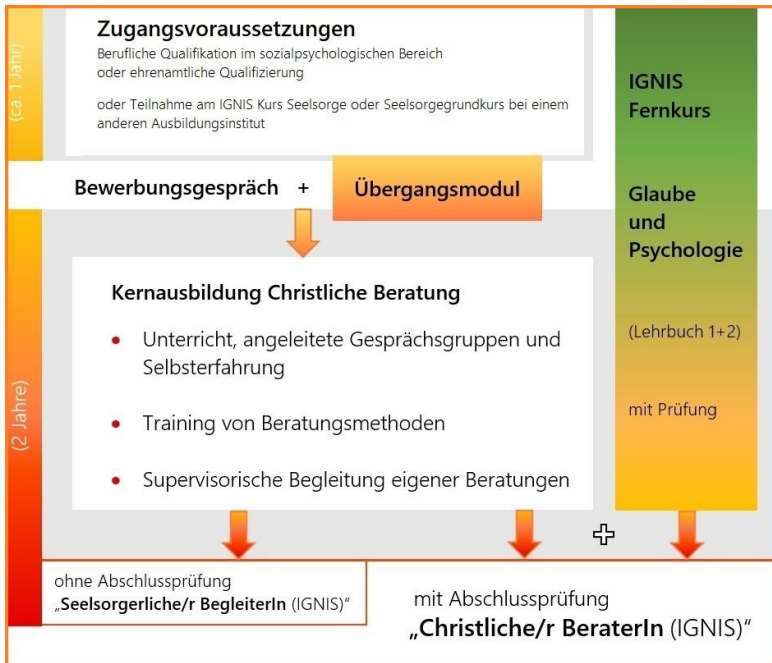 (ca. 1 Jahr)
Zugangsvoraussetzungen
Berufliche Qualifikation im sozialpsychologischen Bereich
oder ehrenamtliche Qualifizierung
oder Teilnahme am IGNIS Kurs Seelsorge oder Seelsorgegrundkurs bei einem
anderen Ausbildungsinstitut
Bewerbungsgespräch + Übergangsmodul
(2 Jahre)
Kernausbildung Christliche Beratung
• Unterricht, angeleitete Gesprächsgruppen und
Selbsterfahrung
• Training von Beratungsmethoden
• Supervisorische Begleitung eigener Beratungen
IGNIS
Fernkurs
Glaube
und
Psychologie
(Lehrbuch 1+2)
mit Prüfung
ohne Abschlussprüfung
„Seelsorgerliche/r BegleiterIn (IGNIS)“
mit Abschlussprüfung
„Christliche/r BeraterIn (IGNIS)“